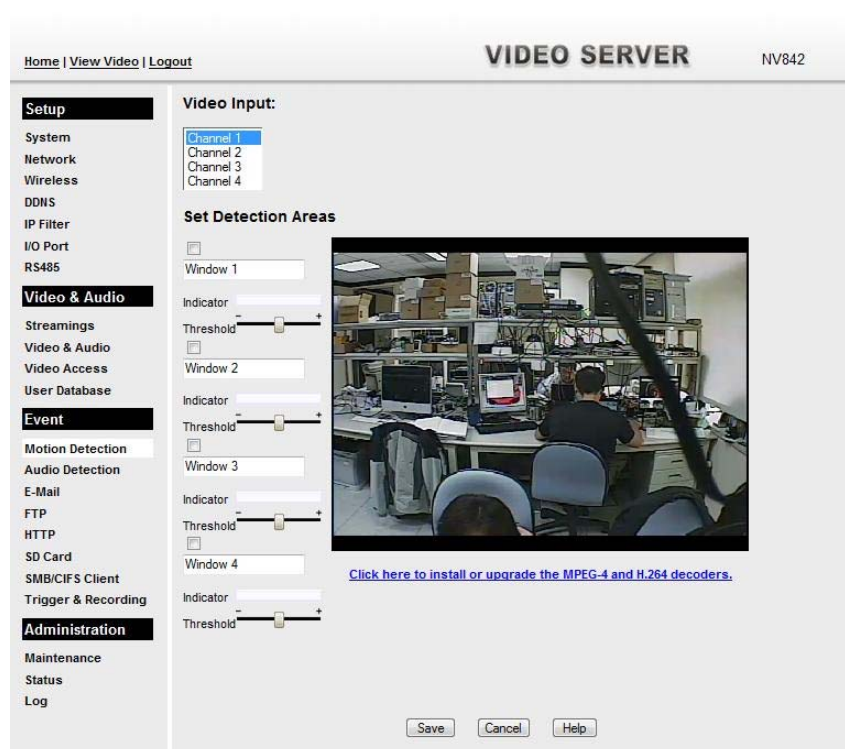 Home | View Video | Logout
VIDEO SERVER
NV842
Setup
System
Network
Wireless
DDNS
IP Filter
I/O Port
RS485
Video & Audio
Streamings
Video & Audio
Video Access
User Database
Event
Motion Detection
Audio Detection
E-Mail
FTP
HTTP
SD Card
SMB/CIFS Client
Trigger & Recording
Administration
Maintenance
Status
Log
Video Input:
Channel 1
Channel 2
Channel 3
Channel 4
Set Detection Areas
Window 1
Indicator
Threshold - +
Window 2
Indicator
Threshold - +
Window 3
Indicator
Threshold - +
Window 4
Indicator
Threshold - +
Click here to install or upgrade the MPEG-4 and H.264 decoders.
Save Cancel Help